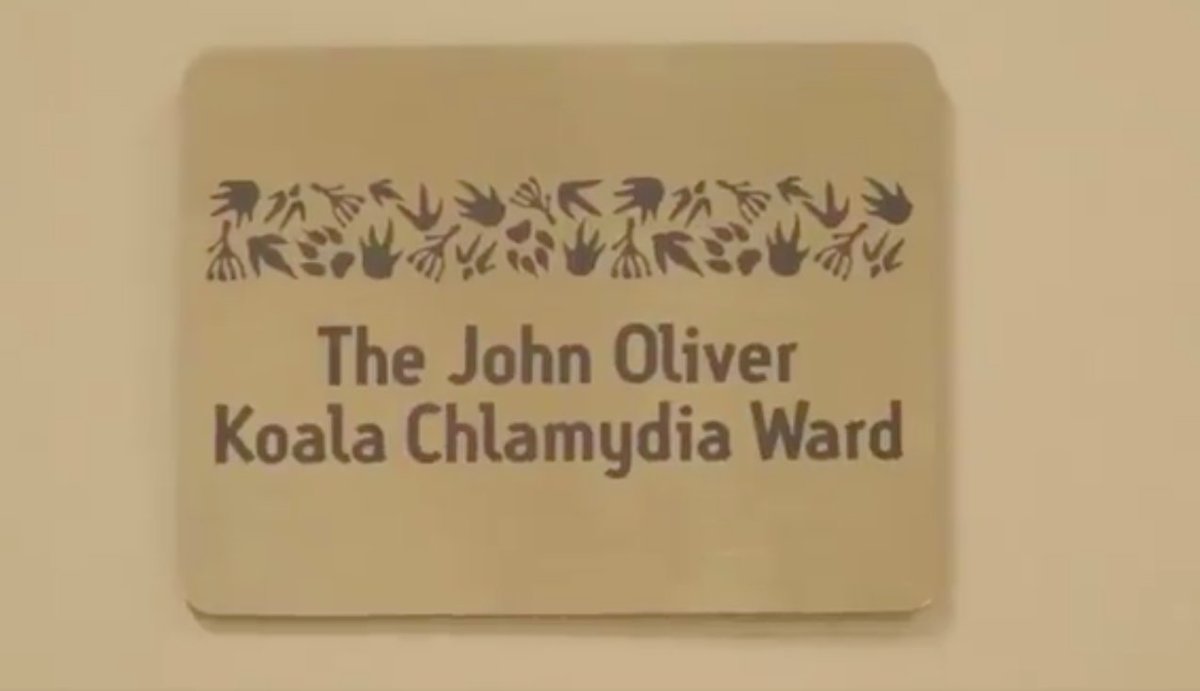 The John Oliver
Koala Chlamydia Ward